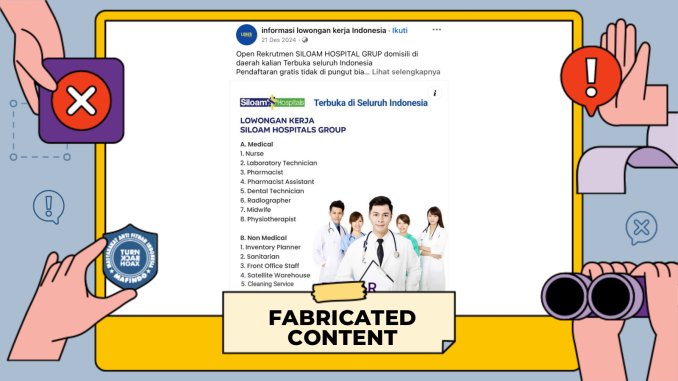 informasi lowongan kerja Indonesia · Ikuti
21 Des 2024 ·
Open Rekrutmen SILOAM HOSPITAL GRUP domisili di
daerah kalian Terbuka seluruh Indonesia
Pendaftaran gratis tidak di pungut bia... Lihat selengkapnya
Siloam Hospitals
Terbuka di Seluruh Indonesia
LOWONGAN KERJA
SILOAM HOSPITALS GROUP
A. Medical
1. Nurse
2. Laboratory Technician
3. Pharmacist
4. Pharmacist Assistant
5. Dental Technician
6. Radiographer
7. Midwife
8. Physiotherapist
B. Non Medical
1. Inventory Planner
2. Sanitarian
3. Front Office Staff
4. Satellite Warehouse
5. Cleaning Service
MASYARAKAT ANTI FITNAH INDONESIA
TURN
BACK
HOAX
MAFINDO
FABRICATED
CONTENT